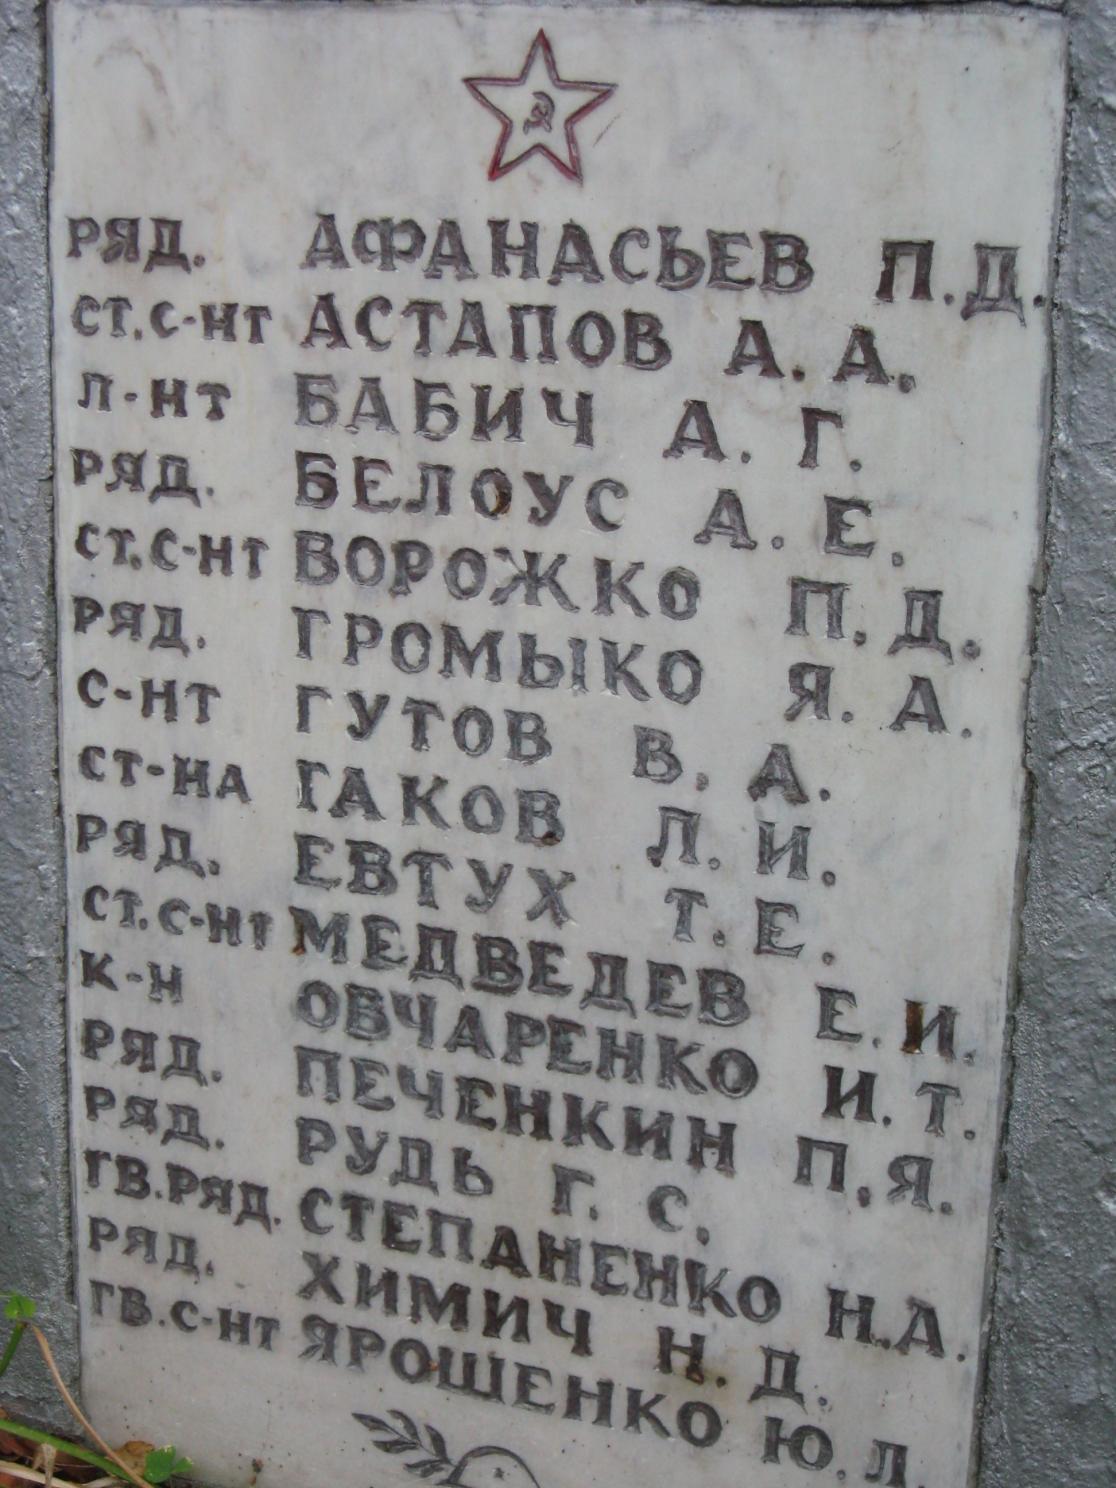 РЯД. АФАНАСЬЕВ П.Д.
СТ.С-НТ АСТАПОВ А.А.
Л-НТ БАБИЧ А.Г.
РЯД. БЕЛОУС А.Е.
СТ.С-НТ ВОРОЖКО П.Д.
РЯД. ГРОМЫКО Я.А.
С-НТ ГУТОВ В.А.
СТ-НА ГАКОВ Л.И.
РЯД. ЕВТУХ Т.Е.
СТ.С-НТ МЕДВЕДЕВ Е.И.
К-Н ОВЧАРЕНКО И.Т.
РЯД. ПЕЧЕНКИН П.Я.
РЯД. РУДЬ Г.С.
ГВ.РЯД. СТЕПАНЕНКО Н.А.
РЯД. ХИМИЧ Н.Д.
ГВ.С-НТ ЯРОШЕНКО Ю.Л.